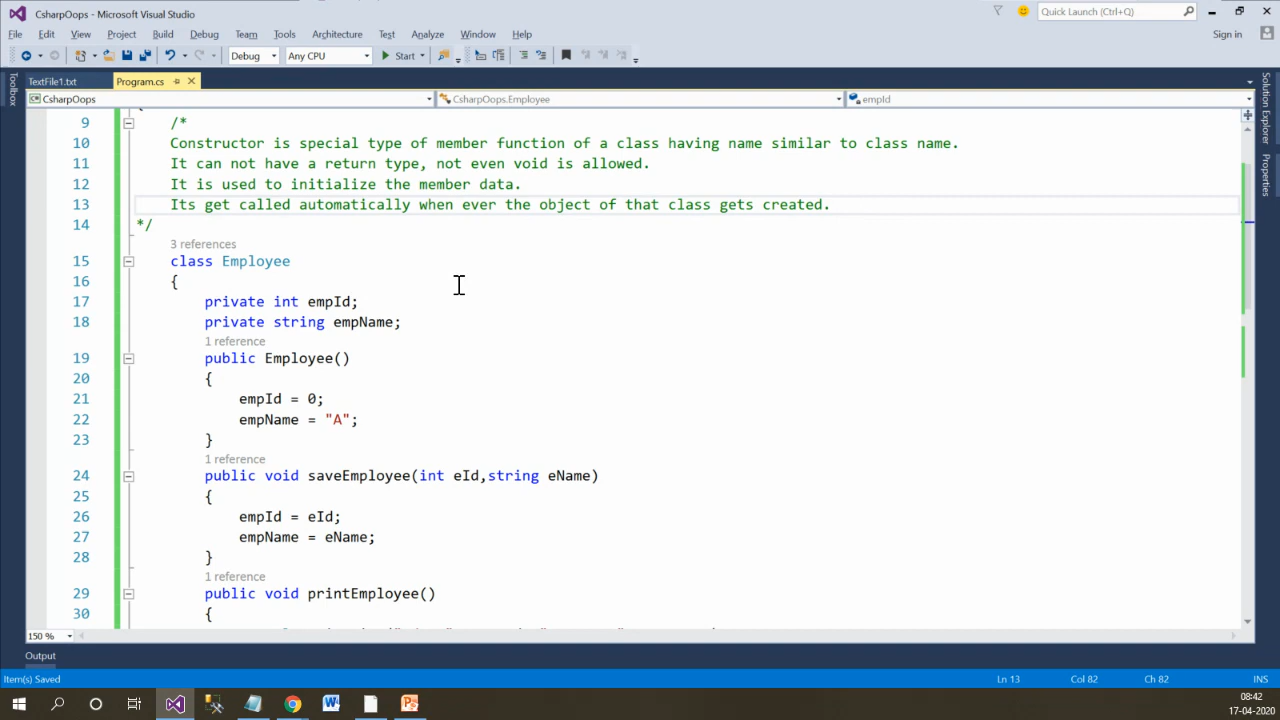 CsharpOops - Microsoft Visual Studio
Quick Launch (Ctrl+Q)
File Edit View Project Build Debug Team Tools Architecture Test Analyze Window Help
Sign in
Debug Any CPU Start
Toolbox
TextFile1.txt Program.cs
CsharpOops CsharpOops.Employee empId
Solution Explorer
Properties
9 /*
10 Constructor is special type of member function of a class having name similar to class name.
11 It can not have a return type, not even void is allowed.
12 It is used to initialize the member data.
13 Its get called automatically when ever the object of that class gets created.
14 */
3 references
15 class Employee
16 {
17 private int empId;
18 private string empName;
1 reference
19 public Employee()
20 {
21 empId = 0;
22 empName = "A";
23 }
1 reference
24 public void saveEmployee(int eId,string eName)
25 {
26 empId = eId;
27 empName = eName;
28 }
1 reference
29 public void printEmployee()
30 {
150 %
Output
Item(s) Saved Ln 13 Col 82 Ch 82 INS
08:42
17-04-2020